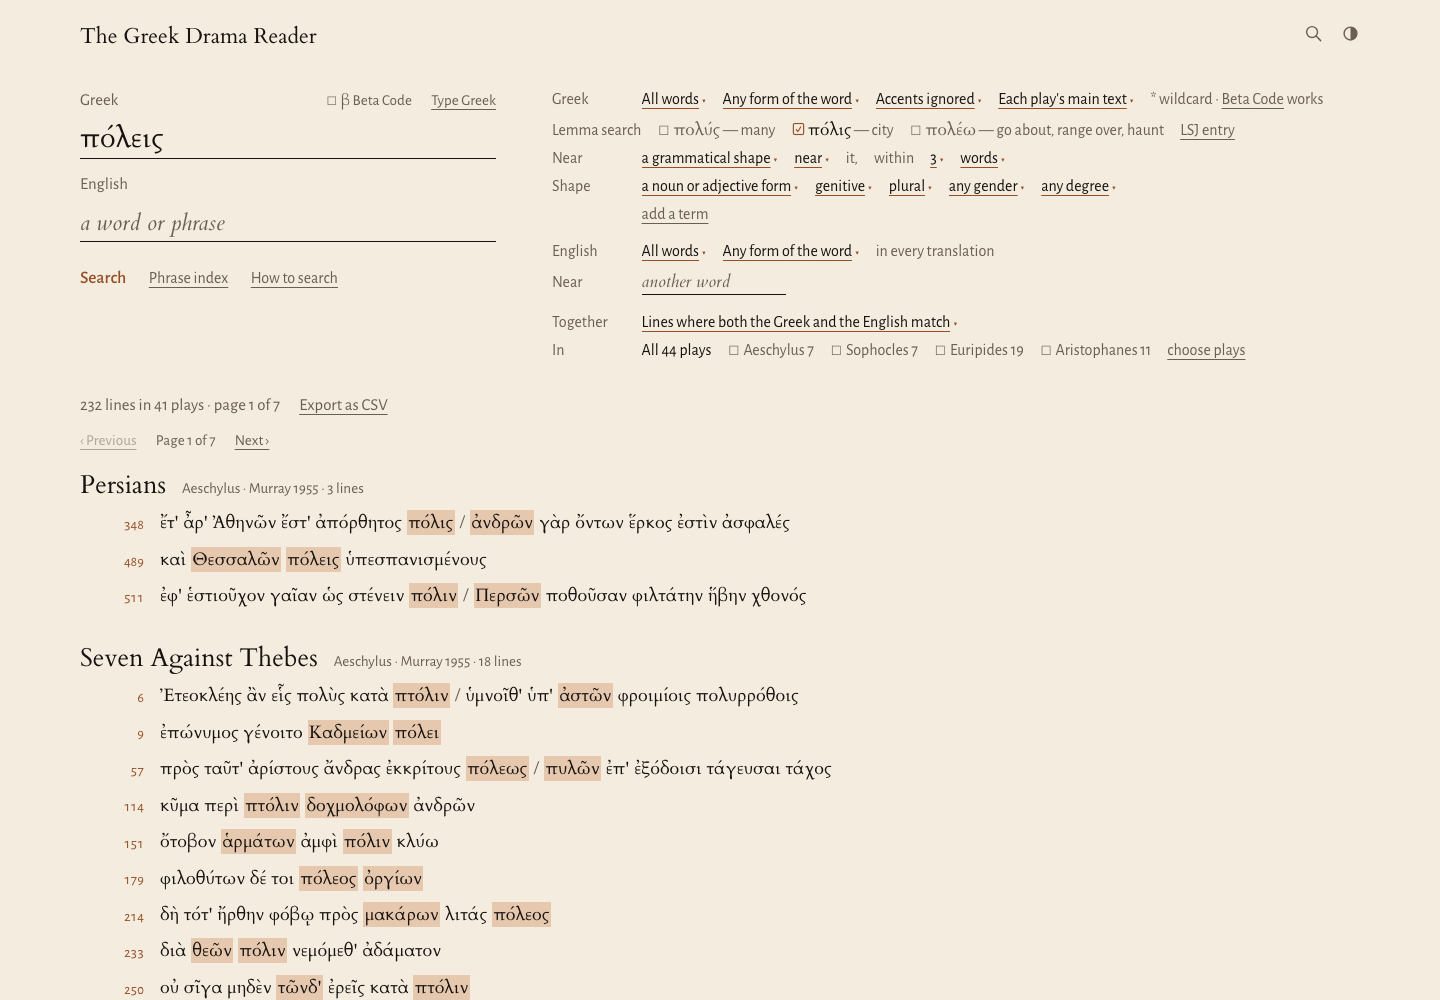 The Greek Drama Reader
Greek β Beta Code Type Greek
πόλεις
English
a word or phrase
Search Phrase index How to search
Greek All words Any form of the word Accents ignored Each play's main text * wildcard · Beta Code works
Lemma search πολύς — many πόλις — city πολέω — go about, range over, haunt LSJ entry
Near a grammatical shape near it, within 3 words
Shape a noun or adjective form genitive plural any gender any degree
add a term
English All words Any form of the word in every translation
Near another word
Together Lines where both the Greek and the English match
In All 44 plays Aeschylus 7 Sophocles 7 Euripides 19 Aristophanes 11 choose plays
232 lines in 41 plays · page 1 of 7 Export as CSV
‹ Previous Page 1 of 7 Next ›
Persians Aeschylus · Murray 1955 · 3 lines
348 ἔτ' ἆρ' Ἀθηνῶν ἔστ' ἀπόρθητος πόλις / ἀνδρῶν γὰρ ὄντων ἕρκος ἐστὶν ἀσφαλές
489 καὶ Θεσσαλῶν πόλεις ὑπεσπανισμένους
511 ἐφ' ἑστιοῦχον γαῖαν ὡς στένειν πόλιν / Περσῶν ποθοῦσαν φιλτάτην ἥβην χθονός
Seven Against Thebes Aeschylus · Murray 1955 · 18 lines
6 Ἐτεοκλέης ἂν εἷς πολὺς κατὰ πτόλιν / ὑμνοῖθ' ὑπ' ἀστῶν φροιμίοις πολυρρόθοις
9 ἐπώνυμος γένοιτο Καδμείων πόλει
57 πρὸς ταῦτ' ἀρίστους ἄνδρας ἐκκρίτους πόλεως / πυλῶν ἐπ' ἐξόδοισι τάγευσαι τάχος
114 κῦμα περὶ πτόλιν δοχμολόφων ἀνδρῶν
151 ὄτοβον ἁρμάτων ἀμφὶ πόλιν κλύω
179 φιλοθύτων δέ τοι πόλεος ὀργίων
214 δὴ τότ' ἤρθην φόβῳ πρὸς μακάρων λιτάς πόλεος
233 διὰ θεῶν πόλιν νεμόμεθ' ἀδάματον
250 οὐ σῖγα μηδὲν τῶνδ' ἐρεῖς κατὰ πτόλιν